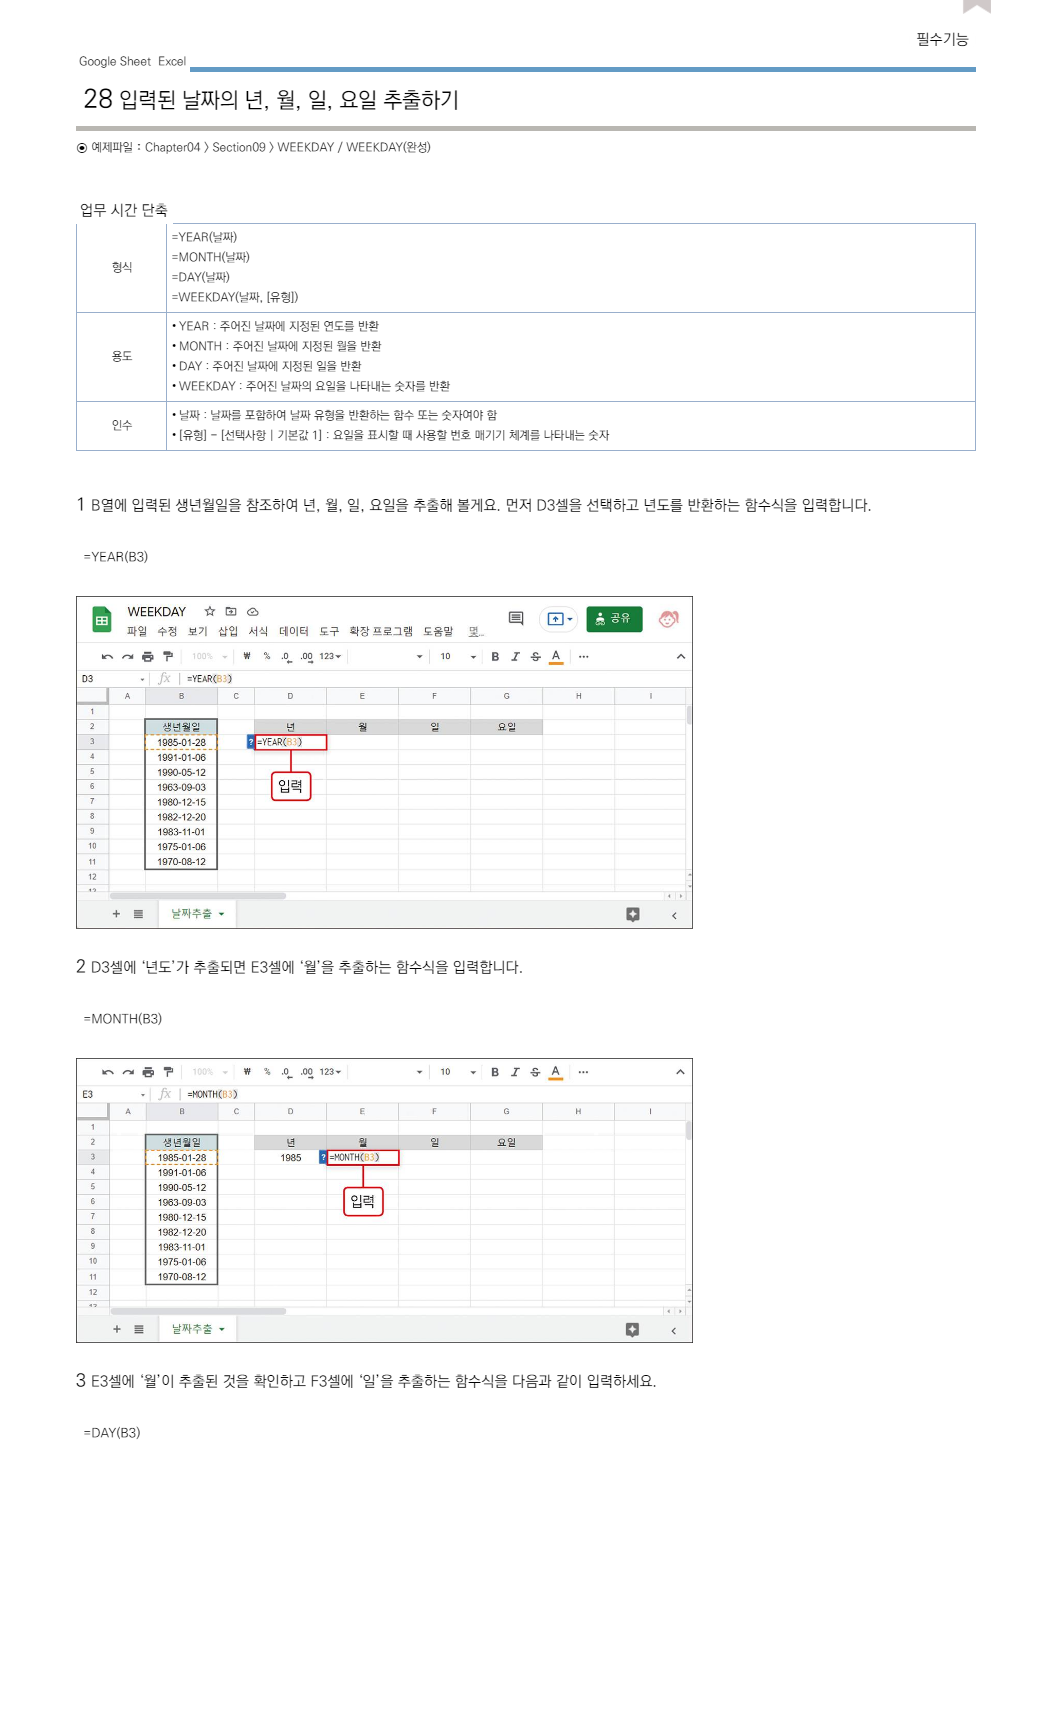 필수기능
Google Sheet Excel
28 입력된 날짜의 년, 월, 일, 요일 추출하기
⦿ 예제파일 : Chapter04 > Section09 > WEEKDAY / WEEKDAY(완성)
업무 시간 단축
형식
=YEAR(날짜)
=MONTH(날짜)
=DAY(날짜)
=WEEKDAY(날짜, [유형])
용도
• YEAR : 주어진 날짜에 지정된 연도를 반환
• MONTH : 주어진 날짜에 지정된 월을 반환
• DAY : 주어진 날짜에 지정된 일을 반환
• WEEKDAY : 주어진 날짜의 요일을 나타내는 숫자를 반환
인수
• 날짜 : 날짜를 포함하여 날짜 유형을 반환하는 함수 또는 숫자여야 함
• [유형] - [선택사항 | 기본값 1] : 요일을 표시할 때 사용할 번호 매기기 체계를 나타내는 숫자
1 B열에 입력된 생년월일을 참조하여 년, 월, 일, 요일을 추출해 볼게요. 먼저 D3셀을 선택하고 년도를 반환하는 함수식을 입력합니다.
=YEAR(B3)
WEEKDAY
공유
파일 수정 보기 삽입 서식 데이터 도구 확장 프로그램 도움말 몇...
100% ₩ % .0 .00 123 10 B I S A ...
D3 fx =YEAR(B3)
A B C D E F G H I
1
2 생년월일 년 월 일 요일
3 1985-01-28 ? =YEAR(B3)
4 1991-01-06
5 1990-05-12
6 1963-09-03
입력
7 1980-12-15
8 1982-12-20
9 1983-11-01
10 1975-01-06
11 1970-08-12
12
13
+ 날짜추출
2 D3셀에 ‘년도’가 추출되면 E3셀에 ‘월’을 추출하는 함수식을 입력합니다.
=MONTH(B3)
100% ₩ % .0 .00 123 10 B I S A ...
E3 fx =MONTH(B3)
A B C D E F G H I
1
2 생년월일 년 월 일 요일
3 1985-01-28 1985 ? =MONTH(B3)
4 1991-01-06
5 1990-05-12
6 1963-09-03
입력
7 1980-12-15
8 1982-12-20
9 1983-11-01
10 1975-01-06
11 1970-08-12
12
13
+ 날짜추출
3 E3셀에 ‘월’이 추출된 것을 확인하고 F3셀에 ‘일’을 추출하는 함수식을 다음과 같이 입력하세요.
=DAY(B3)